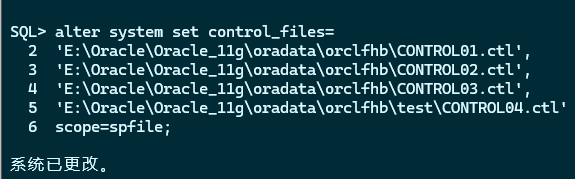 SQL> alter system set control_files=
2 'E:\Oracle\Oracle_11g\oradata\orclfhb\CONTROL01.ctl',
3 'E:\Oracle\Oracle_11g\oradata\orclfhb\CONTROL02.ctl',
4 'E:\Oracle\Oracle_11g\oradata\orclfhb\CONTROL03.ctl',
5 'E:\Oracle\Oracle_11g\oradata\orclfhb\test\CONTROL04.ctl'
6 scope=spfile;
系统已更改。